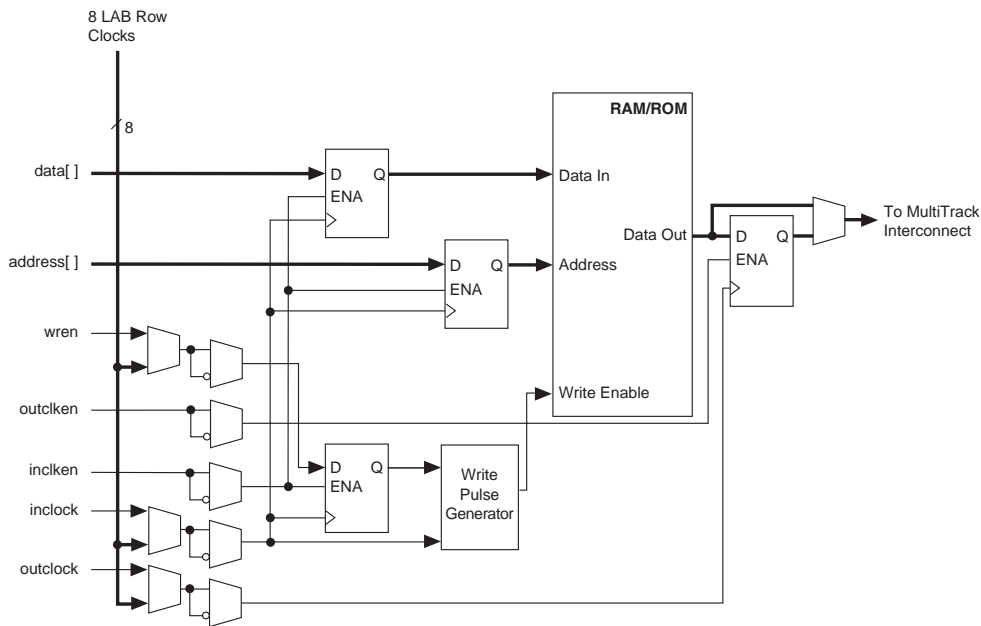 8 LAB Row
Clocks
8
RAM/ROM
data[ ]
D Q
ENA
Data In
Data Out
To MultiTrack
Interconnect
D Q
ENA
address[ ]
D Q
ENA
Address
wren
Write Enable
outclken
inclken
D Q
ENA
Write
Pulse
Generator
inclock
outclock